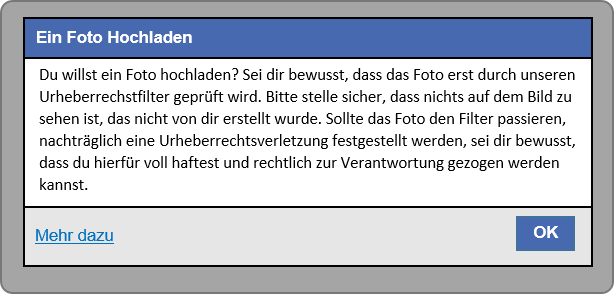 Ein Foto Hochladen
Du willst ein Foto hochladen? Sei dir bewusst, dass das Foto erst durch unseren
Urheberrechstfilter geprüft wird. Bitte stelle sicher, dass nichts auf dem Bild zu
sehen ist, das nicht von dir erstellt wurde. Sollte das Foto den Filter passieren,
nachträglich eine Urheberrechtsverletzung festgestellt werden, sei dir bewusst,
dass du hierfür voll haftest und rechtlich zur Verantwortung gezogen werden
kannst.
Mehr dazu
OK